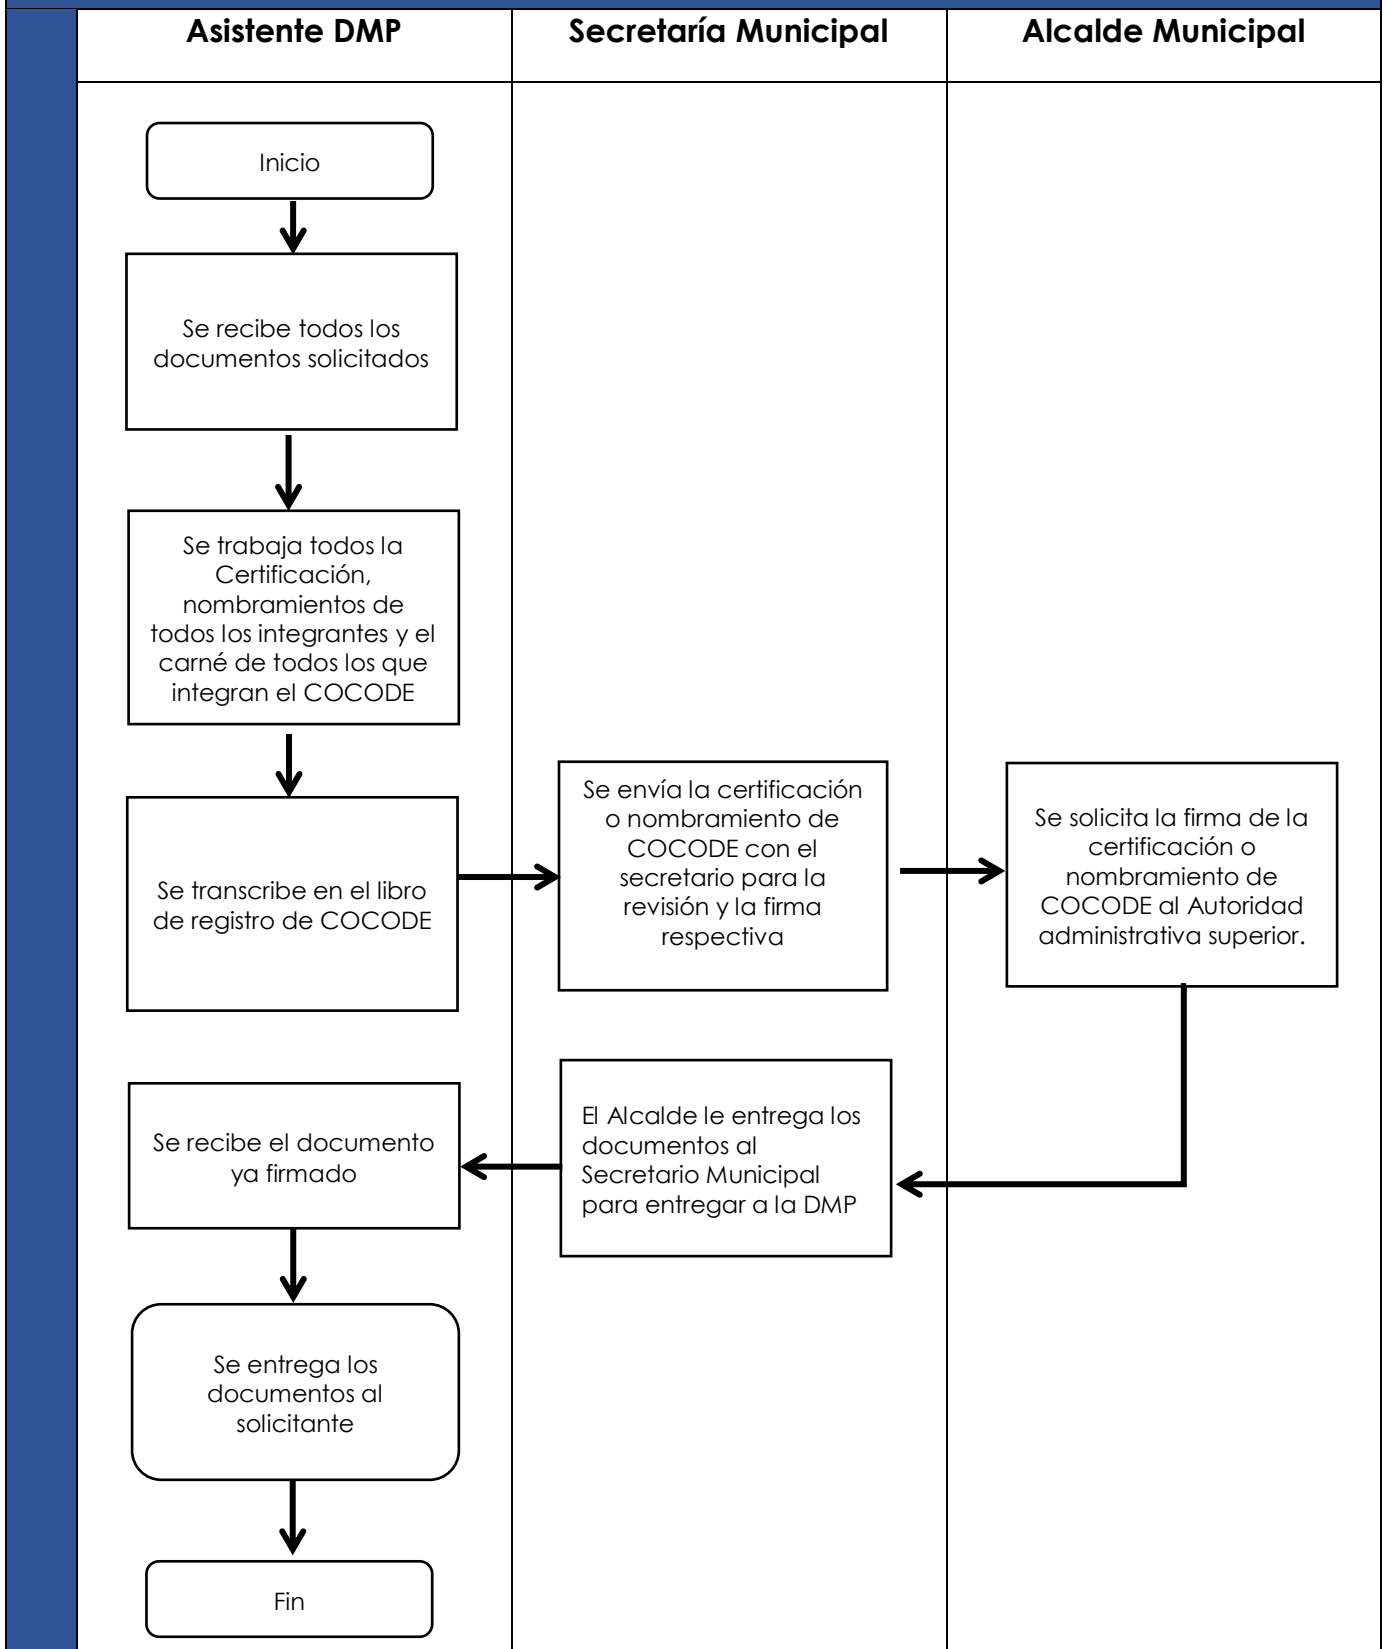 Asistente DMP
Secretaría Municipal
Alcalde Municipal
Inicio
Se recibe todos los
documentos solicitados
Se trabaja todos la
Certificación,
nombramientos de
todos los integrantes y el
carné de todos los que
integran el COCODE
Se transcribe en el libro
de registro de COCODE
Se envía la certificación
o nombramiento de
COCODE con el
secretario para la
revisión y la firma
respectiva
Se solicita la firma de la
certificación o
nombramiento de
COCODE al Autoridad
administrativa superior.
El Alcalde le entrega los
documentos al
Secretario Municipal
para entregar a la DMP
Se recibe el documento
ya firmado
Se entrega los
documentos al
solicitante
Fin